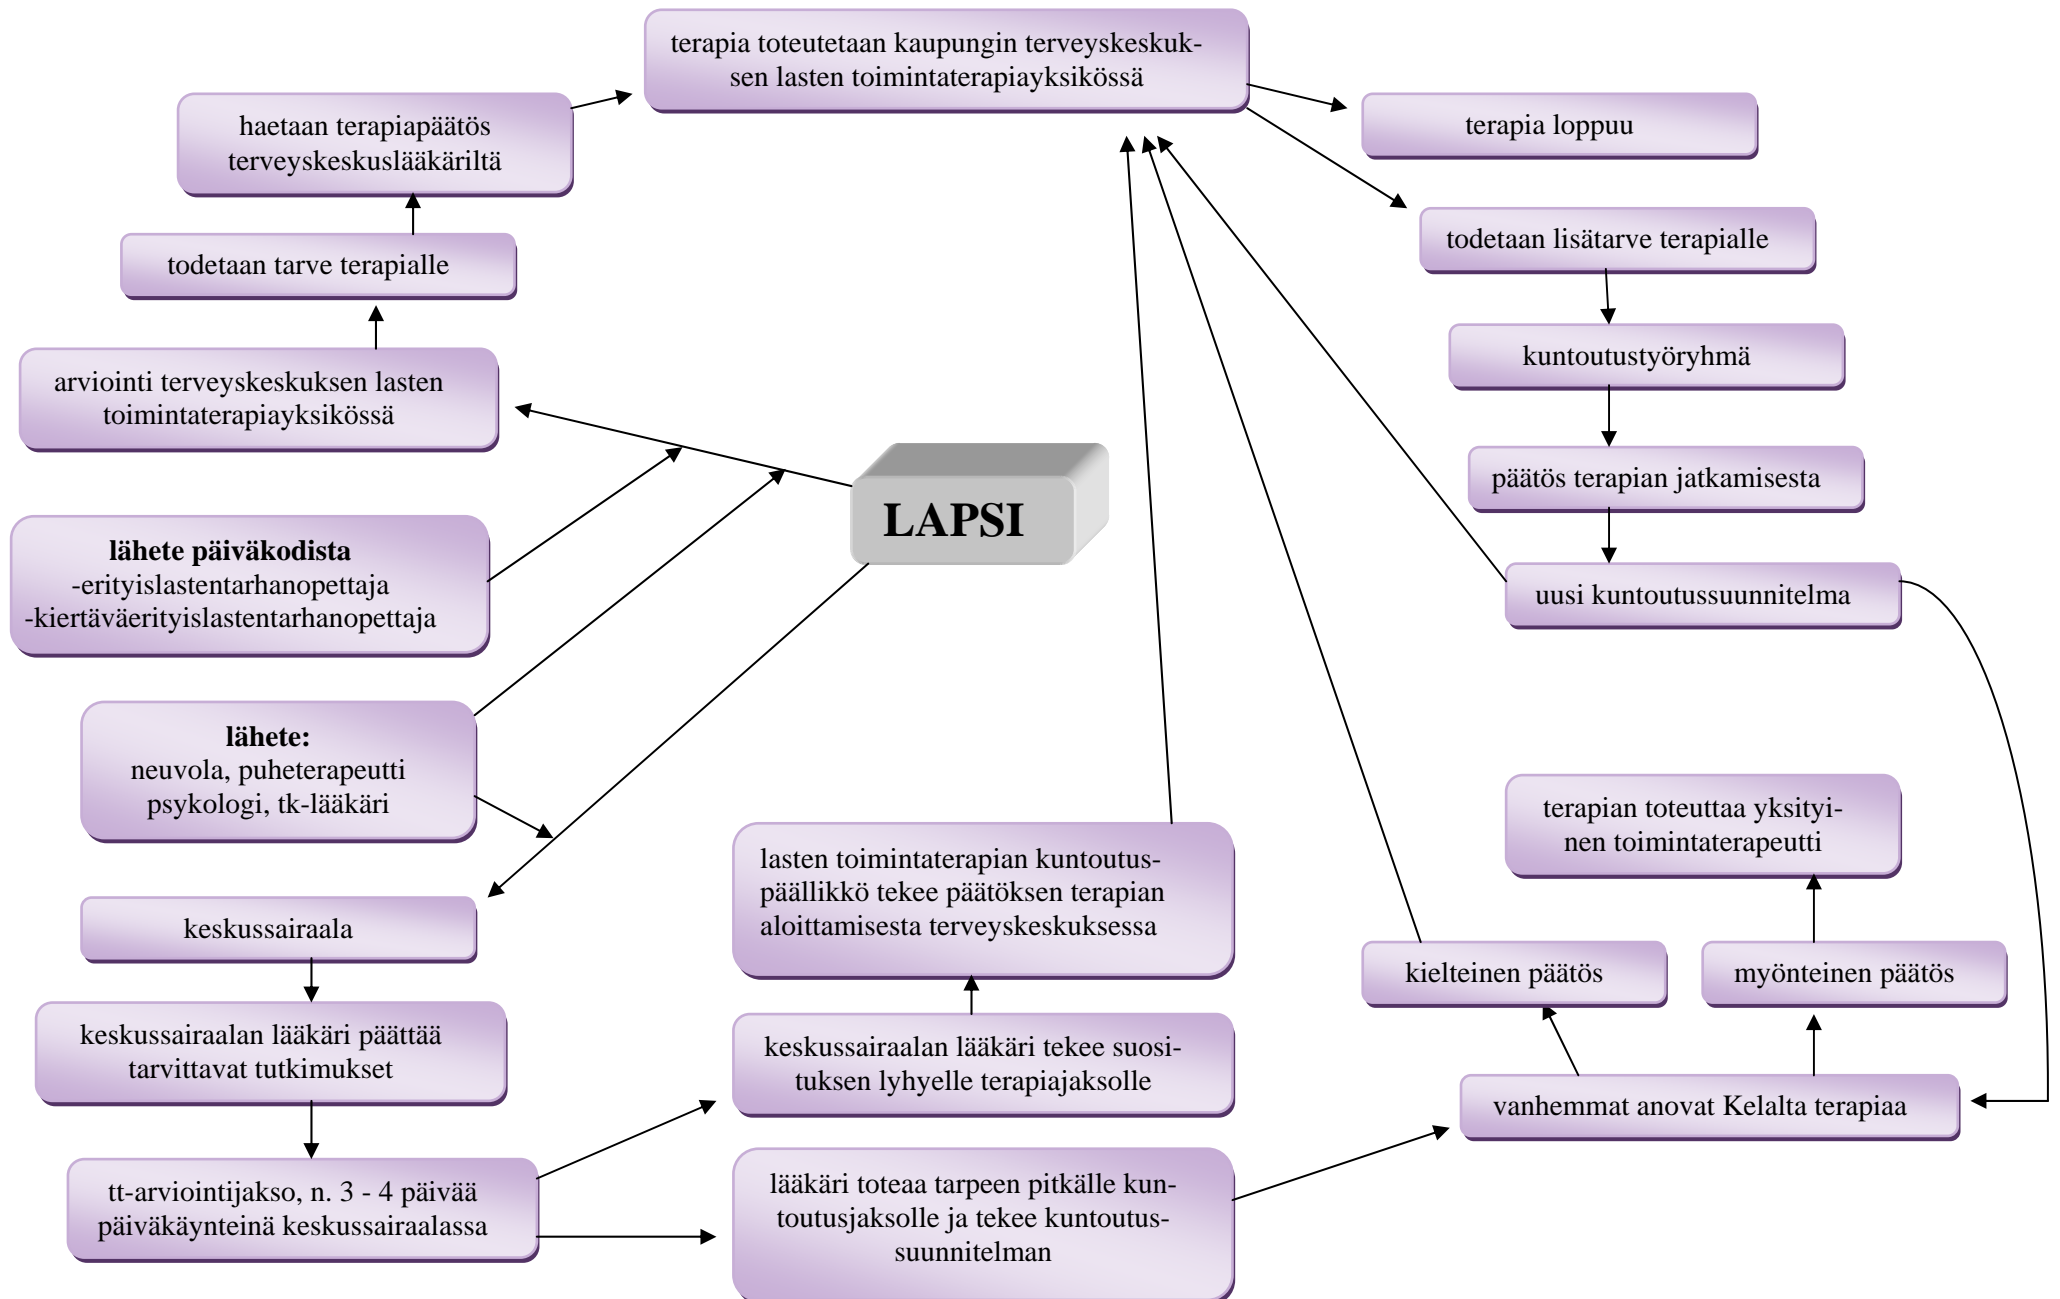 terapia toteutetaan kaupungin terveyskeskuk-
sen lasten toimintaterapiayksikössä
haetaan terapiapäätös
terveyskeskuslääkäriltä
terapia loppuu
todetaan tarve terapialle
todetaan lisätarve terapialle
arviointi terveyskeskuksen lasten
toimintaterapiayksikössä
kuntoutustyöryhmä
päätös terapian jatkamisesta
LAPSI
lähete päiväkodista
-erityislastentarhanopettaja
-kiertäväerityislastentarhanopettaja
uusi kuntoutussuunnitelma
lähete:
neuvola, puheterapeutti
psykologi, tk-lääkäri
terapian toteuttaa yksityi-
nen toimintaterapeutti
lasten toimintaterapian kuntoutus-
päällikkö tekee päätöksen terapian
aloittamisesta terveyskeskuksessa
keskussairaala
kielteinen päätös
myönteinen päätös
keskussairaalan lääkäri päättää
tarvittavat tutkimukset
keskussairaalan lääkäri tekee suosi-
tuksen lyhyelle terapiajaksolle
vanhemmat anovat Kelalta terapiaa
tt-arviointijakso, n. 3 - 4 päivää
päiväkäynteinä keskussairaalassa
lääkäri toteaa tarpeen pitkälle kun-
toutusjaksolle ja tekee kuntoutus-
suunnitelman